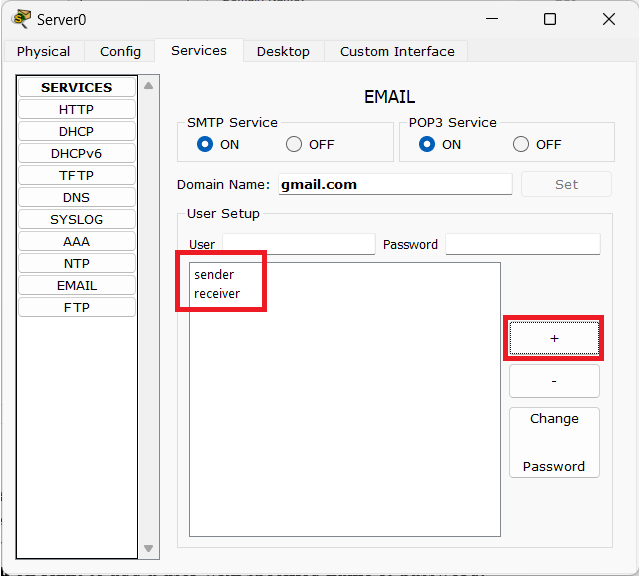 Server0
Physical Config Services Desktop Custom Interface
SERVICES
HTTP
DHCP
DHCPv6
TFTP
DNS
SYSLOG
AAA
NTP
EMAIL
FTP
EMAIL
SMTP Service
ON OFF
POP3 Service
ON OFF
Domain Name: gmail.com Set
User Setup
User Password
sender
receiver
+
-
Change
Password